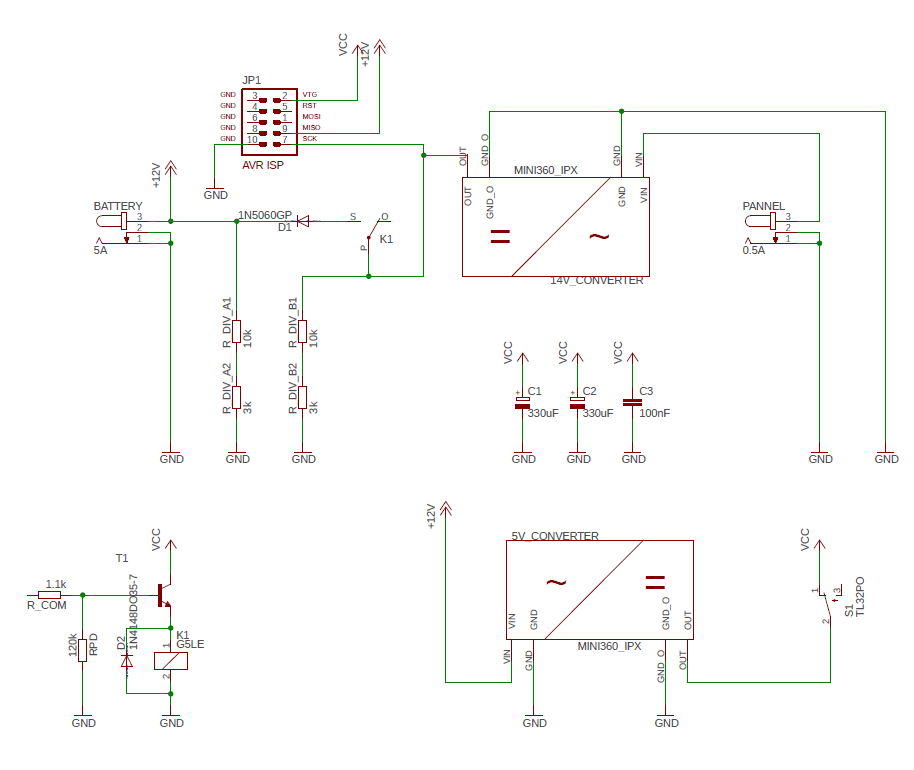 VCC
+12V
JP1
GND 3 2 VTG
GND 4 5 RST
GND 6 1 MOSI
GND 8 9 MISO
GND 10 7 SCK
AVR ISP
GND
+12V
BATTERY
3
2
1
5A
1N5060GP
D1
S
O
P
K1
OUT
GND_O
GND
VIN
MINI360_IPX
OUT
GND_O
GND
VIN
=
~
14V_CONVERTER
PANNEL
3
2
1
0.5A
R_DIV_A1
10k
R_DIV_B1
10k
R_DIV_A2
3k
R_DIV_B2
3k
VCC
VCC
VCC
+
C1
330uF
+
C2
330uF
C3
100nF
GND
GND
GND
GND
GND
GND
GND
GND
+12V
5V_CONVERTER
~
=
VIN
GND
GND_O
OUT
MINI360_IPX
VIN
GND
GND_O
OUT
GND
GND
VCC
1
3
2
S1
TL32PO
VCC
T1
1.1k
R_COM
120k
RPD
D2
1N4148DO35-7
K1
G5LE
1
2
GND
GND